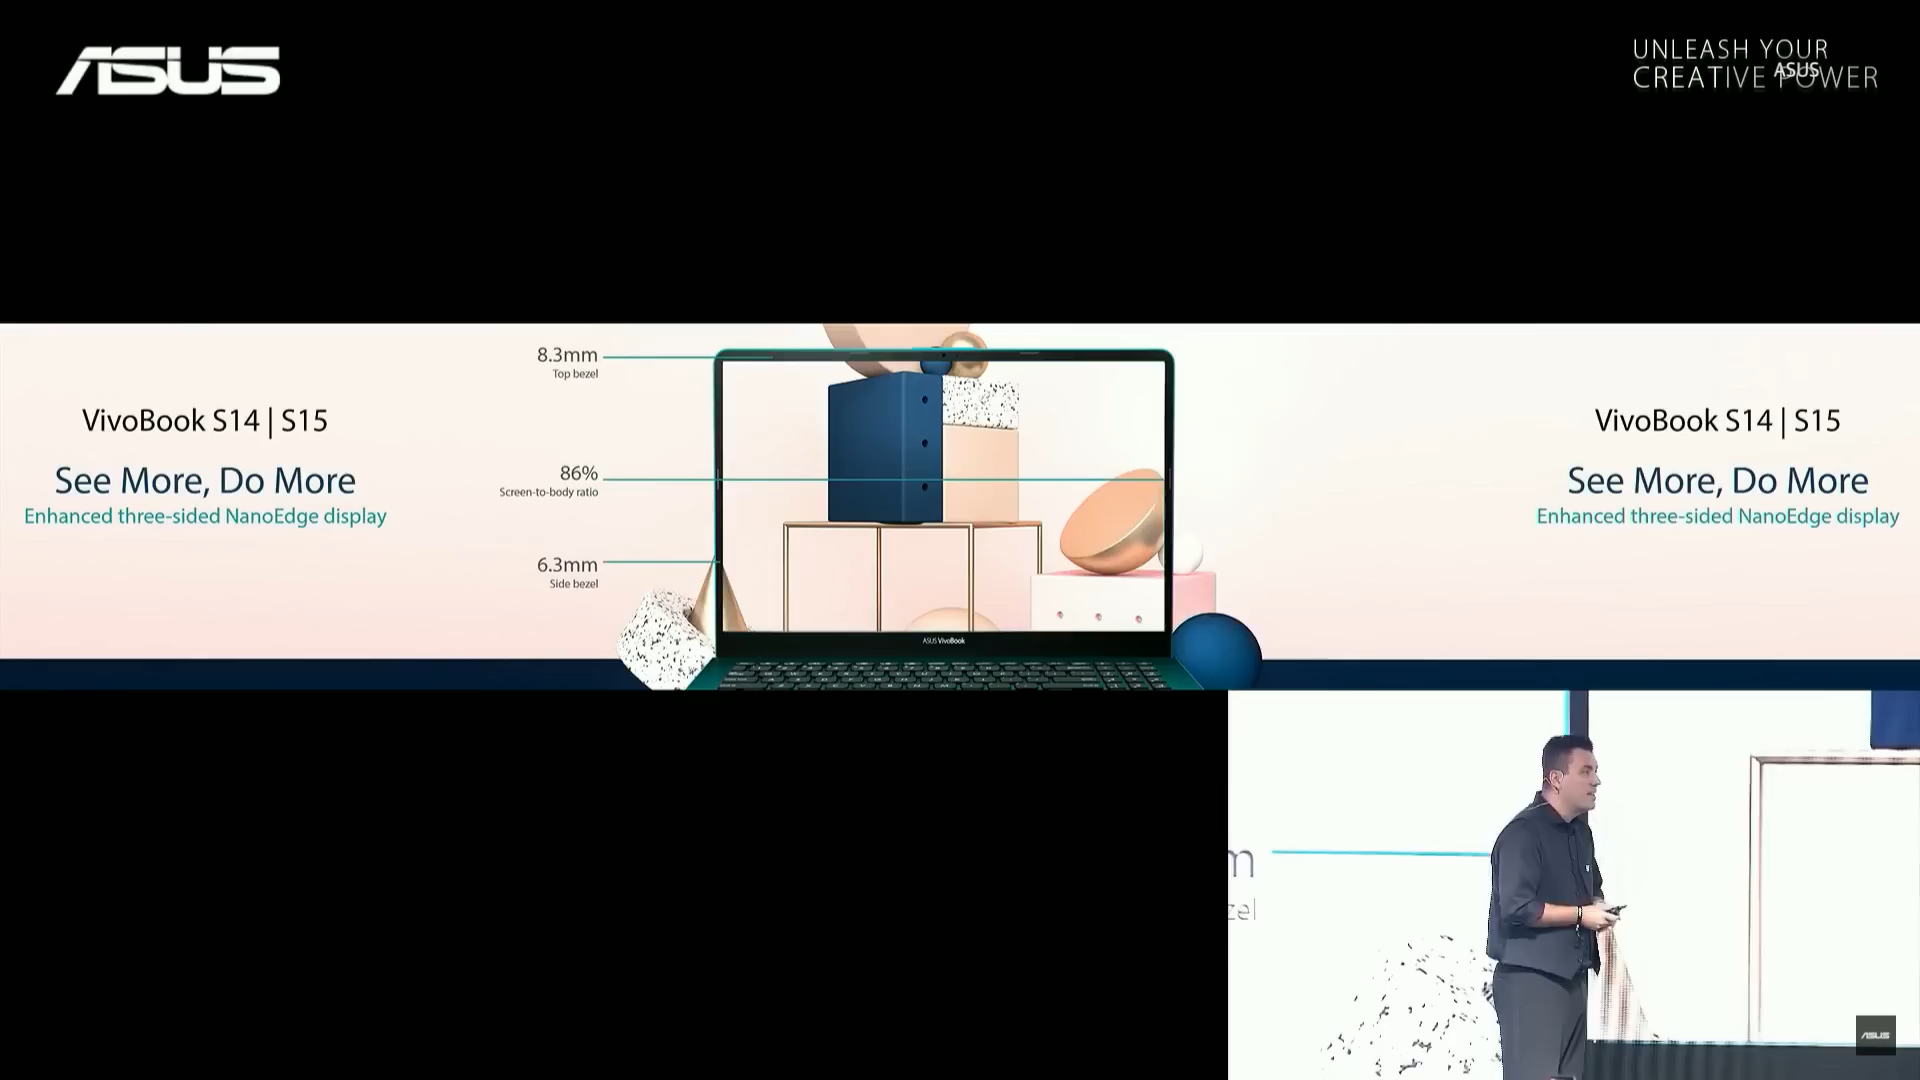 ASUS
UNLEASH YOUR
CREATIVE POWER
ASUS
VivoBook S14 | S15
See More, Do More
Enhanced three-sided NanoEdge display
8.3mm
Top bezel
86%
Screen-to-body ratio
6.3mm
Side bezel
ASUS VivoBook
VivoBook S14 | S15
See More, Do More
Enhanced three-sided NanoEdge display
m
zel
ASUS